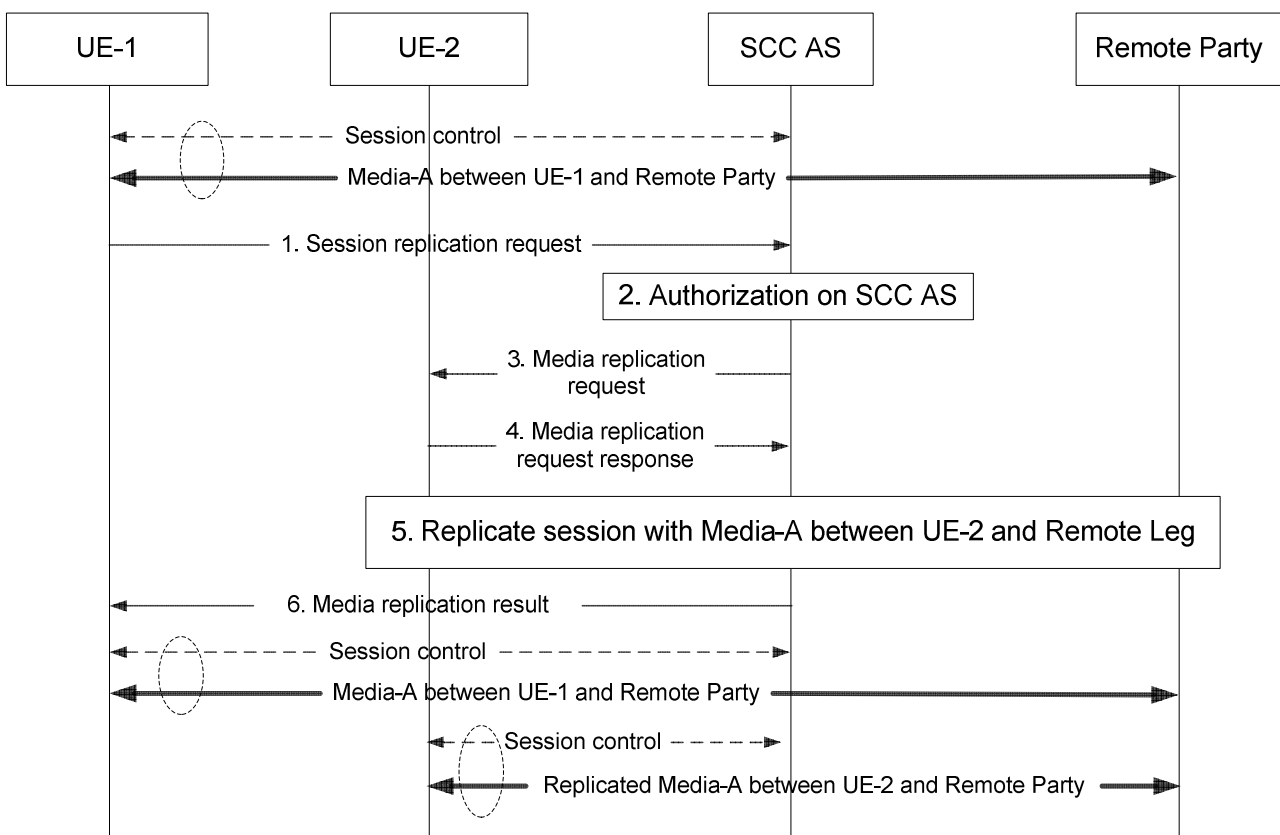 UE-1
UE-2
SCC AS
Remote Party
Session control
Media-A between UE-1 and Remote Party
1. Session replication request
2. Authorization on SCC AS
3. Media replication
request
4. Media replication
request response
5. Replicate session with Media-A between UE-2 and Remote Leg
6. Media replication result
Session control
Media-A between UE-1 and Remote Party
Session control
Replicated Media-A between UE-2 and Remote Party